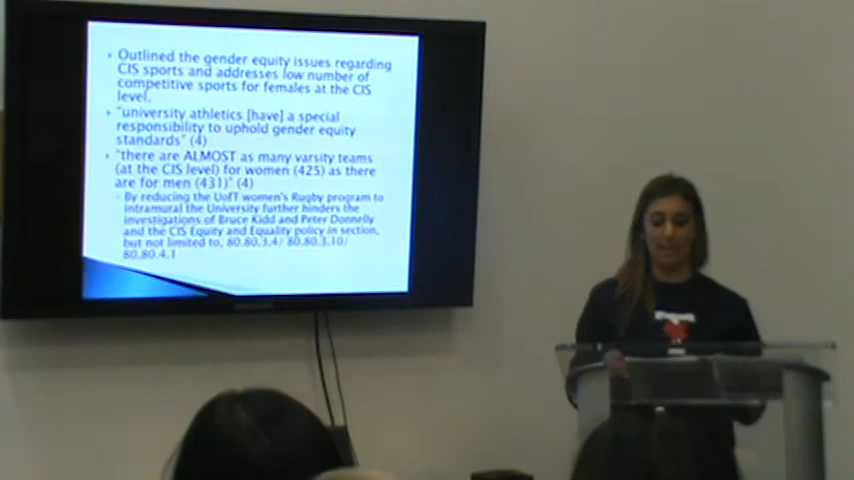 Outlined the gender equity issues regarding
CIS sports and addresses low number of
competitive sports for females at the CIS
level.
"university athletics [have] a special
responsibility to uphold gender equity
standards" (4)
"there are ALMOST as many varsity teams
(at the CIS level) for women (425) as there
are for men (431)" (4)
By reducing the UofT women's Rugby program to
intramural the University further hinders the
investigations of Bruce Kidd and Peter Donnelly
and the CIS Equity and Equality policy in section,
but not limited to, 80.80.3.4/ 80.80.3.10/
80.80.4.1